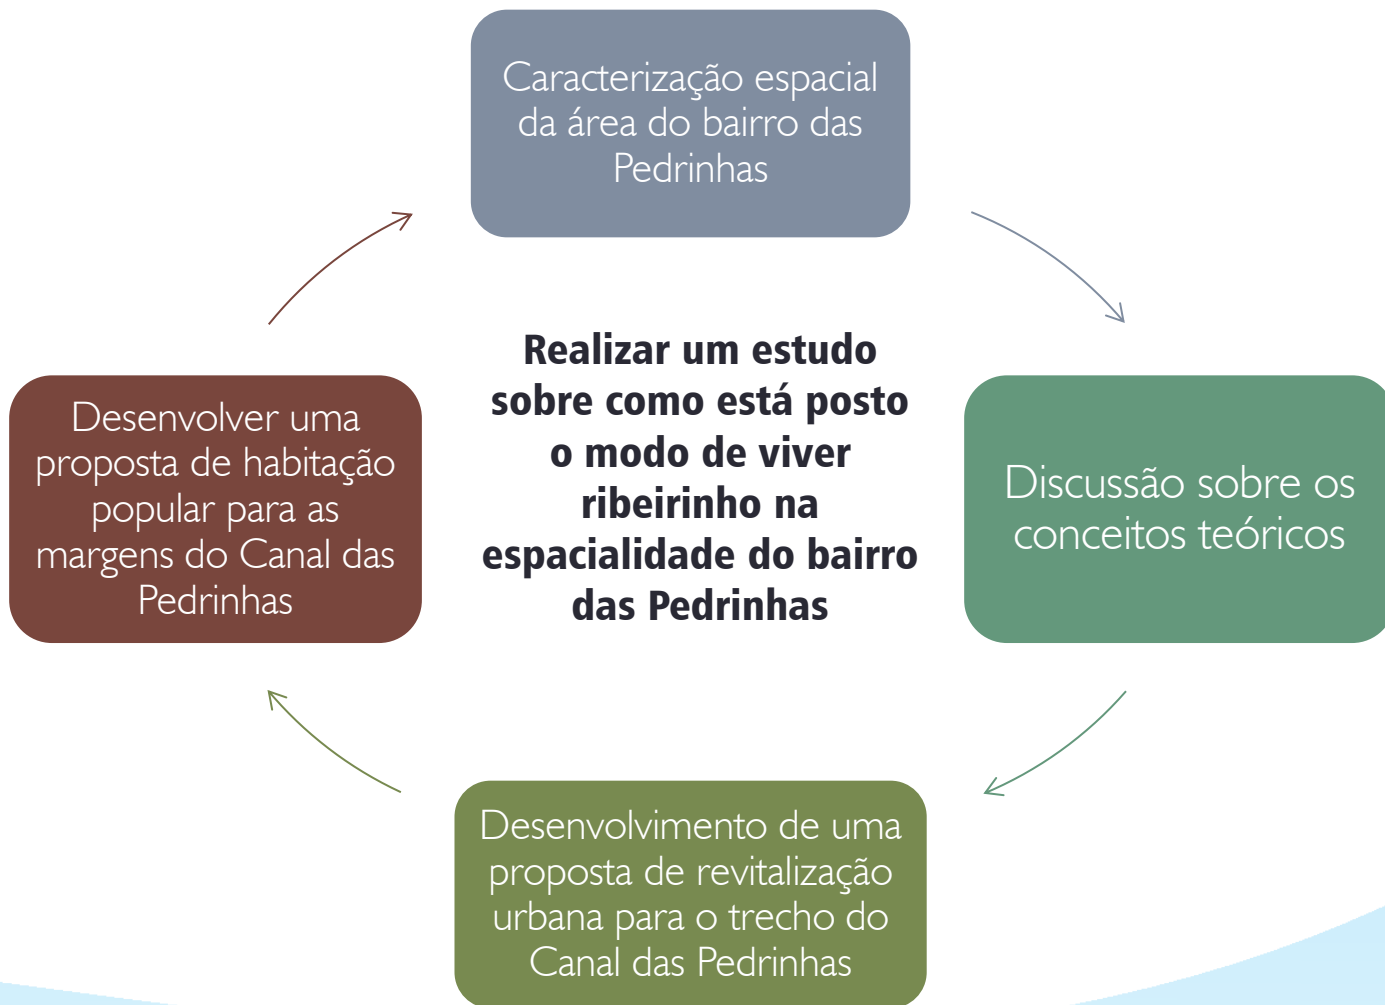 Caracterização espacial
da área do bairro das
Pedrinhas
Realizar um estudo
sobre como está posto
o modo de viver
ribeirinho na
espacialidade do bairro
das Pedrinhas
Desenvolver uma
proposta de habitação
popular para as
margens do Canal das
Pedrinhas
Discussão sobre os
conceitos teóricos
Desenvolvimento de uma
proposta de revitalização
urbana para o trecho do
Canal das Pedrinhas